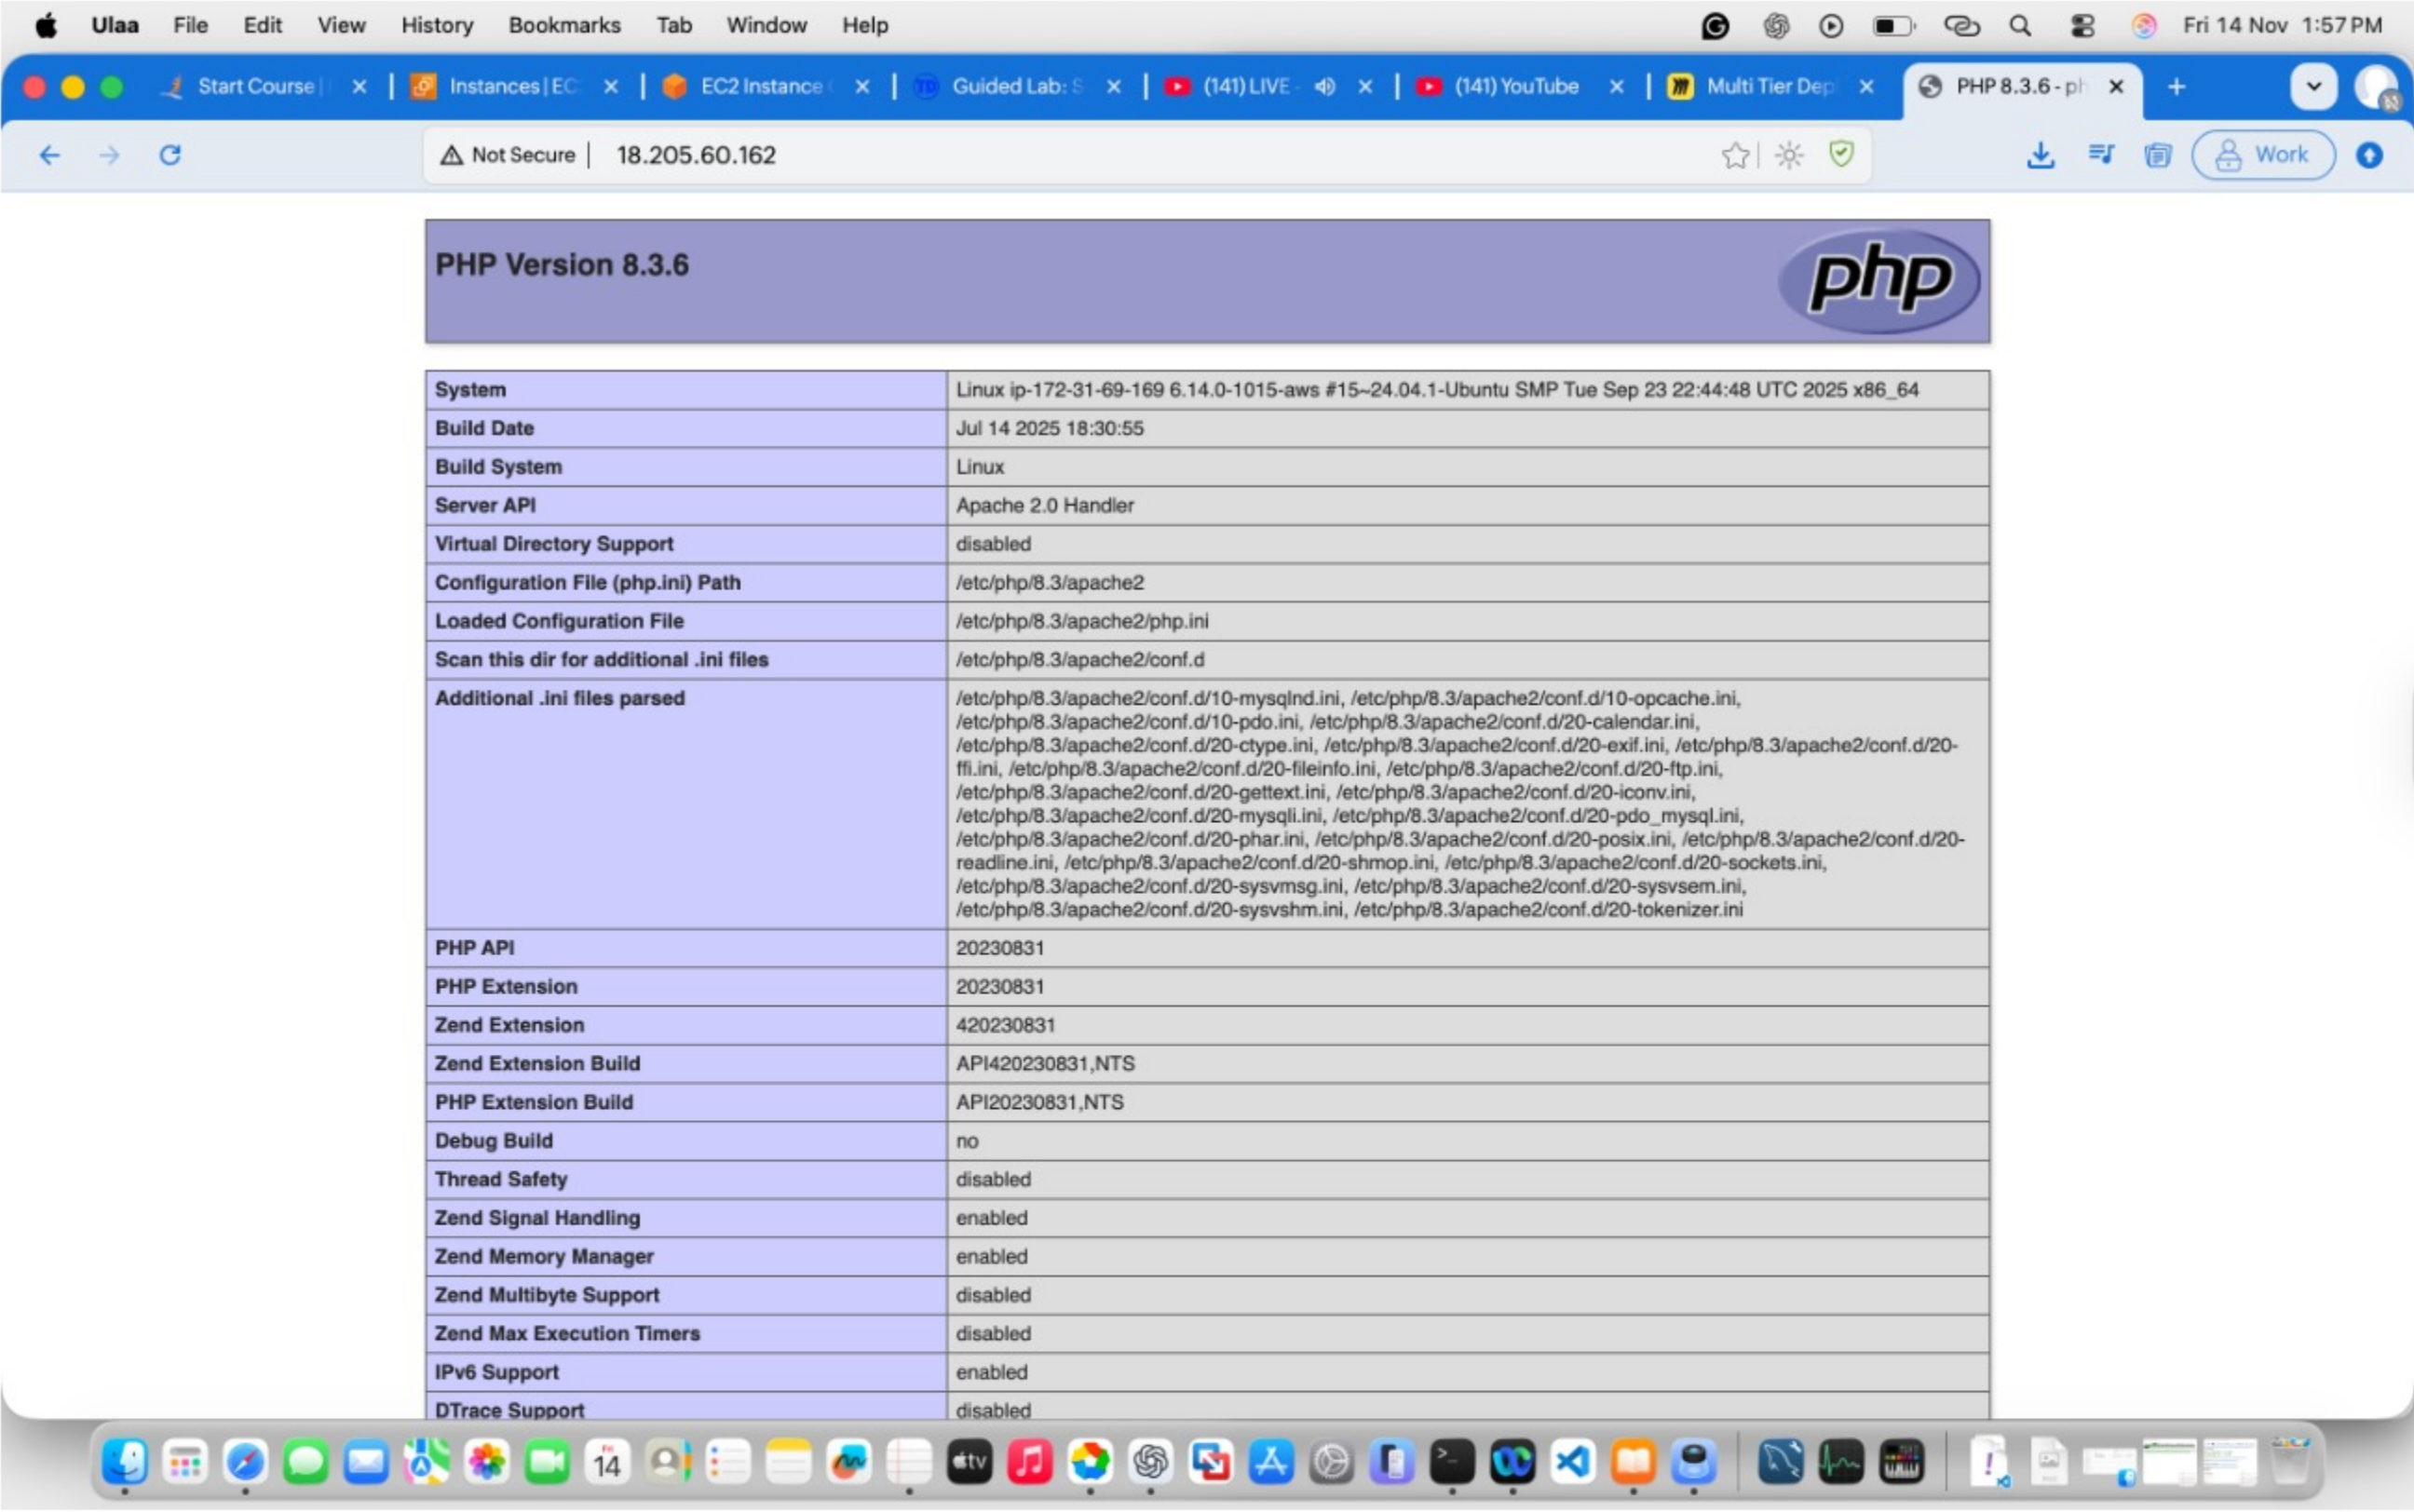 Ulaa File Edit View History Bookmarks Tab Window Help Fri 14 Nov 1:57 PM
Start Course | Instances | EC EC2 Instance Guided Lab: S (141) LIVE - (141) YouTube Multi Tier Dep PHP 8.3.6 - ph
Not Secure 18.205.60.162 Work
PHP Version 8.3.6
php
System Linux ip-172-31-69-169 6.14.0-1015-aws #15~24.04.1-Ubuntu SMP Tue Sep 23 22:44:48 UTC 2025 x86_64
Build Date Jul 14 2025 18:30:55
Build System Linux
Server API Apache 2.0 Handler
Virtual Directory Support disabled
Configuration File (php.ini) Path /etc/php/8.3/apache2
Loaded Configuration File /etc/php/8.3/apache2/php.ini
Scan this dir for additional .ini files /etc/php/8.3/apache2/conf.d
Additional .ini files parsed /etc/php/8.3/apache2/conf.d/10-mysqlnd.ini, /etc/php/8.3/apache2/conf.d/10-opcache.ini,
/etc/php/8.3/apache2/conf.d/10-pdo.ini, /etc/php/8.3/apache2/conf.d/20-calendar.ini,
/etc/php/8.3/apache2/conf.d/20-ctype.ini, /etc/php/8.3/apache2/conf.d/20-exif.ini, /etc/php/8.3/apache2/conf.d/20-
ffi.ini, /etc/php/8.3/apache2/conf.d/20-fileinfo.ini, /etc/php/8.3/apache2/conf.d/20-ftp.ini,
/etc/php/8.3/apache2/conf.d/20-gettext.ini, /etc/php/8.3/apache2/conf.d/20-iconv.ini,
/etc/php/8.3/apache2/conf.d/20-mysqli.ini, /etc/php/8.3/apache2/conf.d/20-pdo_mysql.ini,
/etc/php/8.3/apache2/conf.d/20-phar.ini, /etc/php/8.3/apache2/conf.d/20-posix.ini, /etc/php/8.3/apache2/conf.d/20-
readline.ini, /etc/php/8.3/apache2/conf.d/20-shmop.ini, /etc/php/8.3/apache2/conf.d/20-sockets.ini,
/etc/php/8.3/apache2/conf.d/20-sysvmsg.ini, /etc/php/8.3/apache2/conf.d/20-sysvsem.ini,
/etc/php/8.3/apache2/conf.d/20-sysvshm.ini, /etc/php/8.3/apache2/conf.d/20-tokenizer.ini
PHP API 20230831
PHP Extension 20230831
Zend Extension 420230831
Zend Extension Build API420230831,NTS
PHP Extension Build API20230831,NTS
Debug Build no
Thread Safety disabled
Zend Signal Handling enabled
Zend Memory Manager enabled
Zend Multibyte Support disabled
Zend Max Execution Timers disabled
IPv6 Support enabled
DTrace Support disabled
14 tv